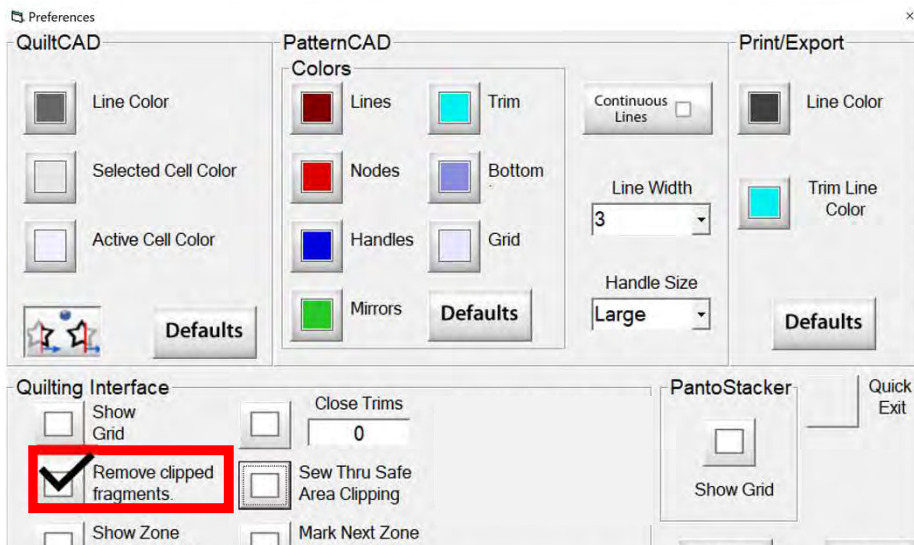 Preferences
QuiltCAD
Line Color
Selected Cell Color
Active Cell Color
Defaults
PatternCAD
Colors
Lines
Trim
Nodes
Bottom
Handles
Grid
Mirrors
Defaults
Continuous
Lines
Line Width
3
Handle Size
Large
Print/Export
Line Color
Trim Line
Color
Defaults
Quilting Interface
Show
Grid
Close Trims
0
Remove clipped
fragments.
Sew Thru Safe
Area Clipping
Show Zone
Mark Next Zone
PantoStacker
Show Grid
Quick
Exit